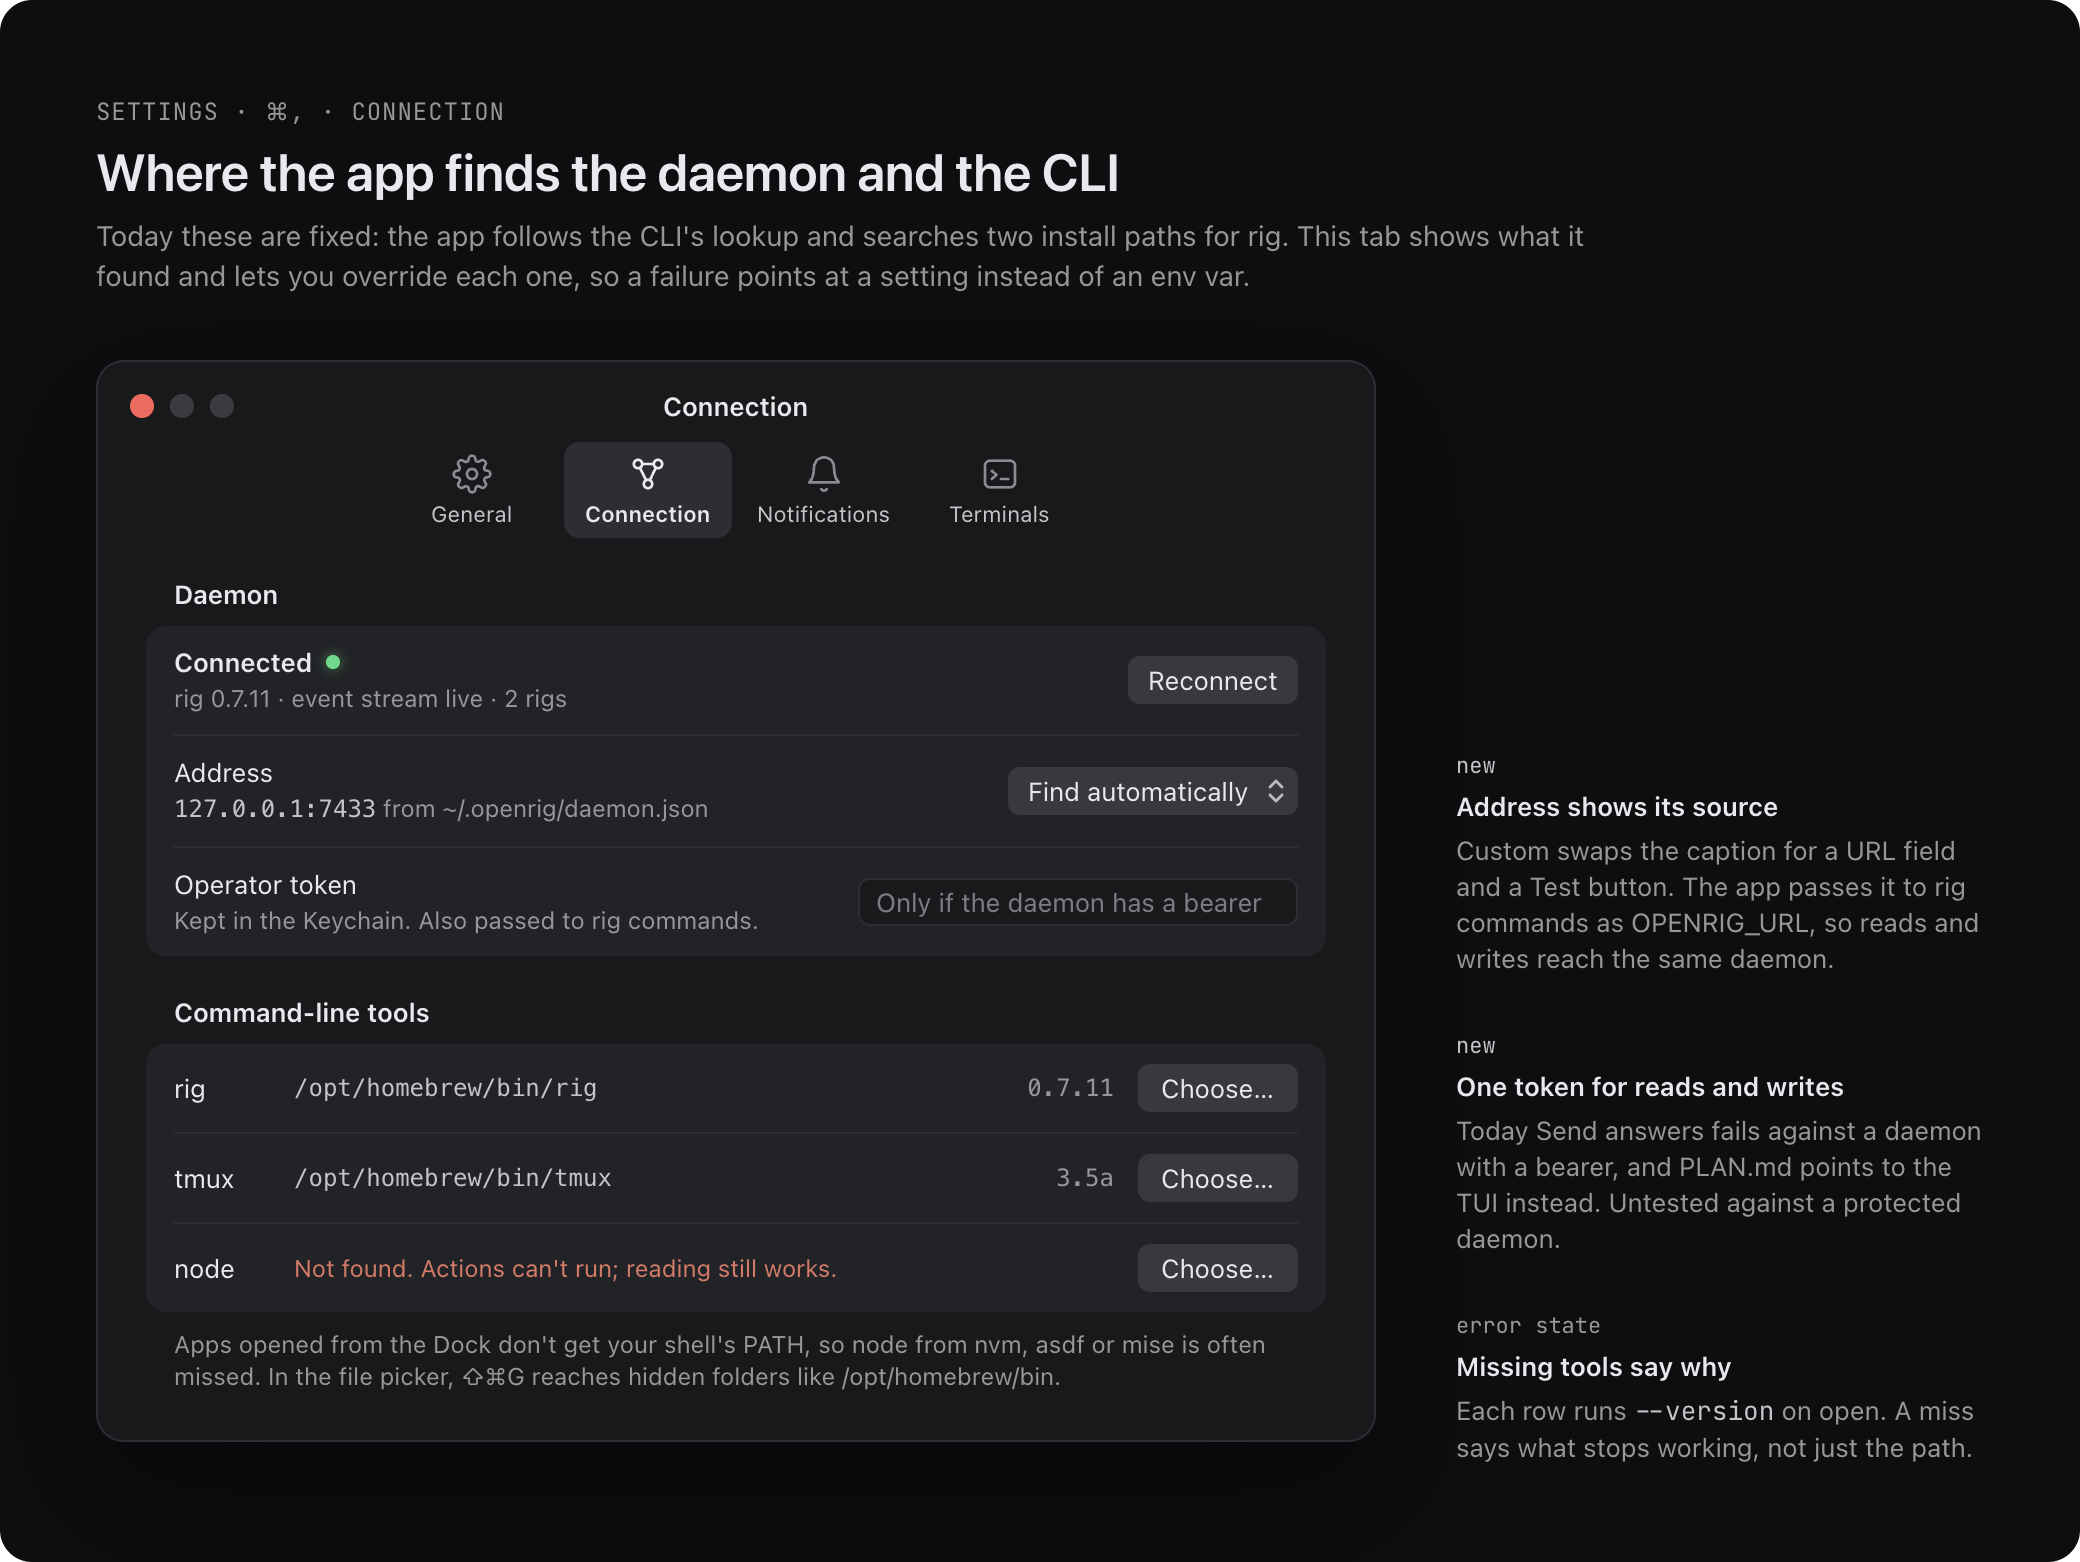 SETTINGS · ⌘, · CONNECTION
Where the app finds the daemon and the CLI
Today these are fixed: the app follows the CLI's lookup and searches two install paths for rig. This tab shows what it
found and lets you override each one, so a failure points at a setting instead of an env var.
Connection
General
Connection
Notifications
Terminals
Daemon
Connected
rig 0.7.11 · event stream live · 2 rigs
Reconnect
Address
127.0.0.1:7433 from ~/.openrig/daemon.json
Find automatically
Operator token
Kept in the Keychain. Also passed to rig commands.
Only if the daemon has a bearer
Command-line tools
rig /opt/homebrew/bin/rig 0.7.11 Choose...
tmux /opt/homebrew/bin/tmux 3.5a Choose...
node Not found. Actions can't run; reading still works. Choose...
Apps opened from the Dock don't get your shell's PATH, so node from nvm, asdf or mise is often
missed. In the file picker, ⇧⌘G reaches hidden folders like /opt/homebrew/bin.
new
Address shows its source
Custom swaps the caption for a URL field
and a Test button. The app passes it to rig
commands as OPENRIG_URL, so reads and
writes reach the same daemon.
new
One token for reads and writes
Today Send answers fails against a daemon
with a bearer, and PLAN.md points to the
TUI instead. Untested against a protected
daemon.
error state
Missing tools say why
Each row runs --version on open. A miss
says what stops working, not just the path.